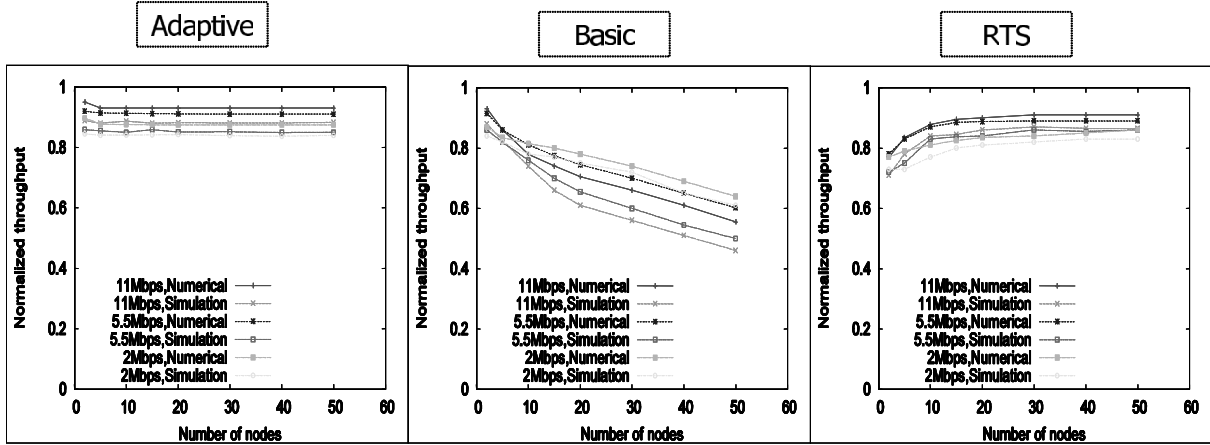 Adaptive
Basic
RTS
Normalized throughput
1
0.8
0.6
0.4
0.2
0
11Mbps,Numerical
11Mbps,Simulation
5.5Mbps,Numerical
5.5Mbps,Simulation
2Mbps,Numerical
2Mbps,Simulation
0 10 20 30 40 50 60
Number of nodes
Normalized throughput
1
0.8
0.6
0.4
0.2
0
11Mbps,Numerical
11Mbps,Simulation
5.5Mbps,Numerical
5.5Mbps,Simulation
2Mbps,Numerical
2Mbps,Simulation
0 10 20 30 40 50 60
Number of nodes
Normalized throughput
1
0.8
0.6
0.4
0.2
0
11Mbps,Numerical
11Mbps,Simulation
5.5Mbps,Numerical
5.5Mbps,Simulation
2Mbps,Numerical
2Mbps,Simulation
0 10 20 30 40 50 60
Number of nodes